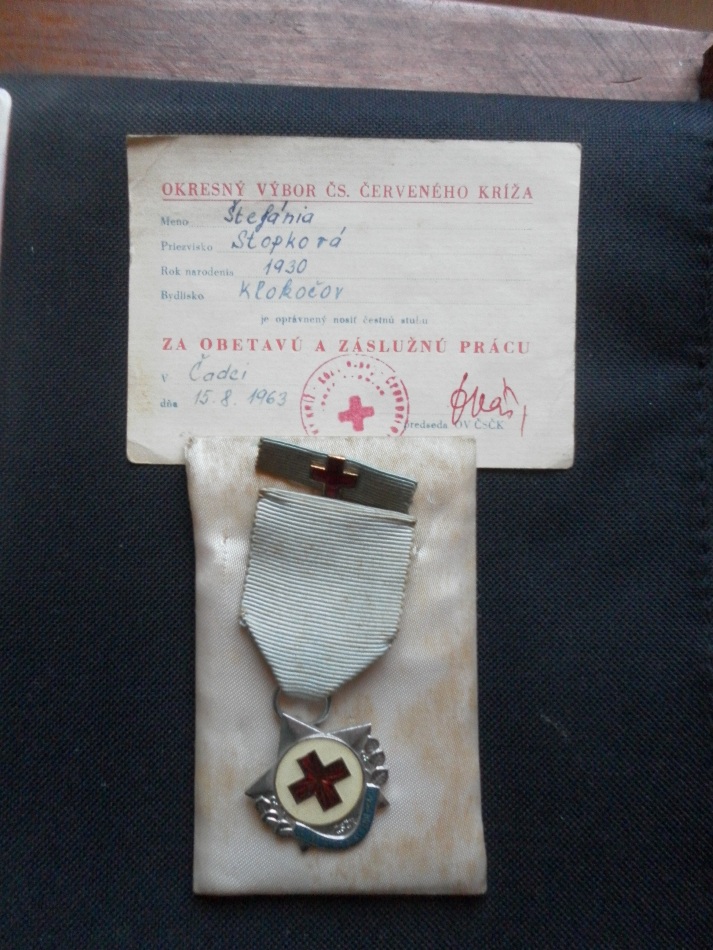 OKRESNÝ VÝBOR ČS. ČERVENÉHO KRÍŽA
Meno Štefánia
Priezvisko Stopková
Rok narodenia 1930
Bydlisko Klokočov
je oprávnený nosiť čestnú stuhu
ZA OBETAVÚ A ZÁSLUŽNÚ PRÁCU
V Čadci
dňa 15.8.1963
predseda OV ČSČK